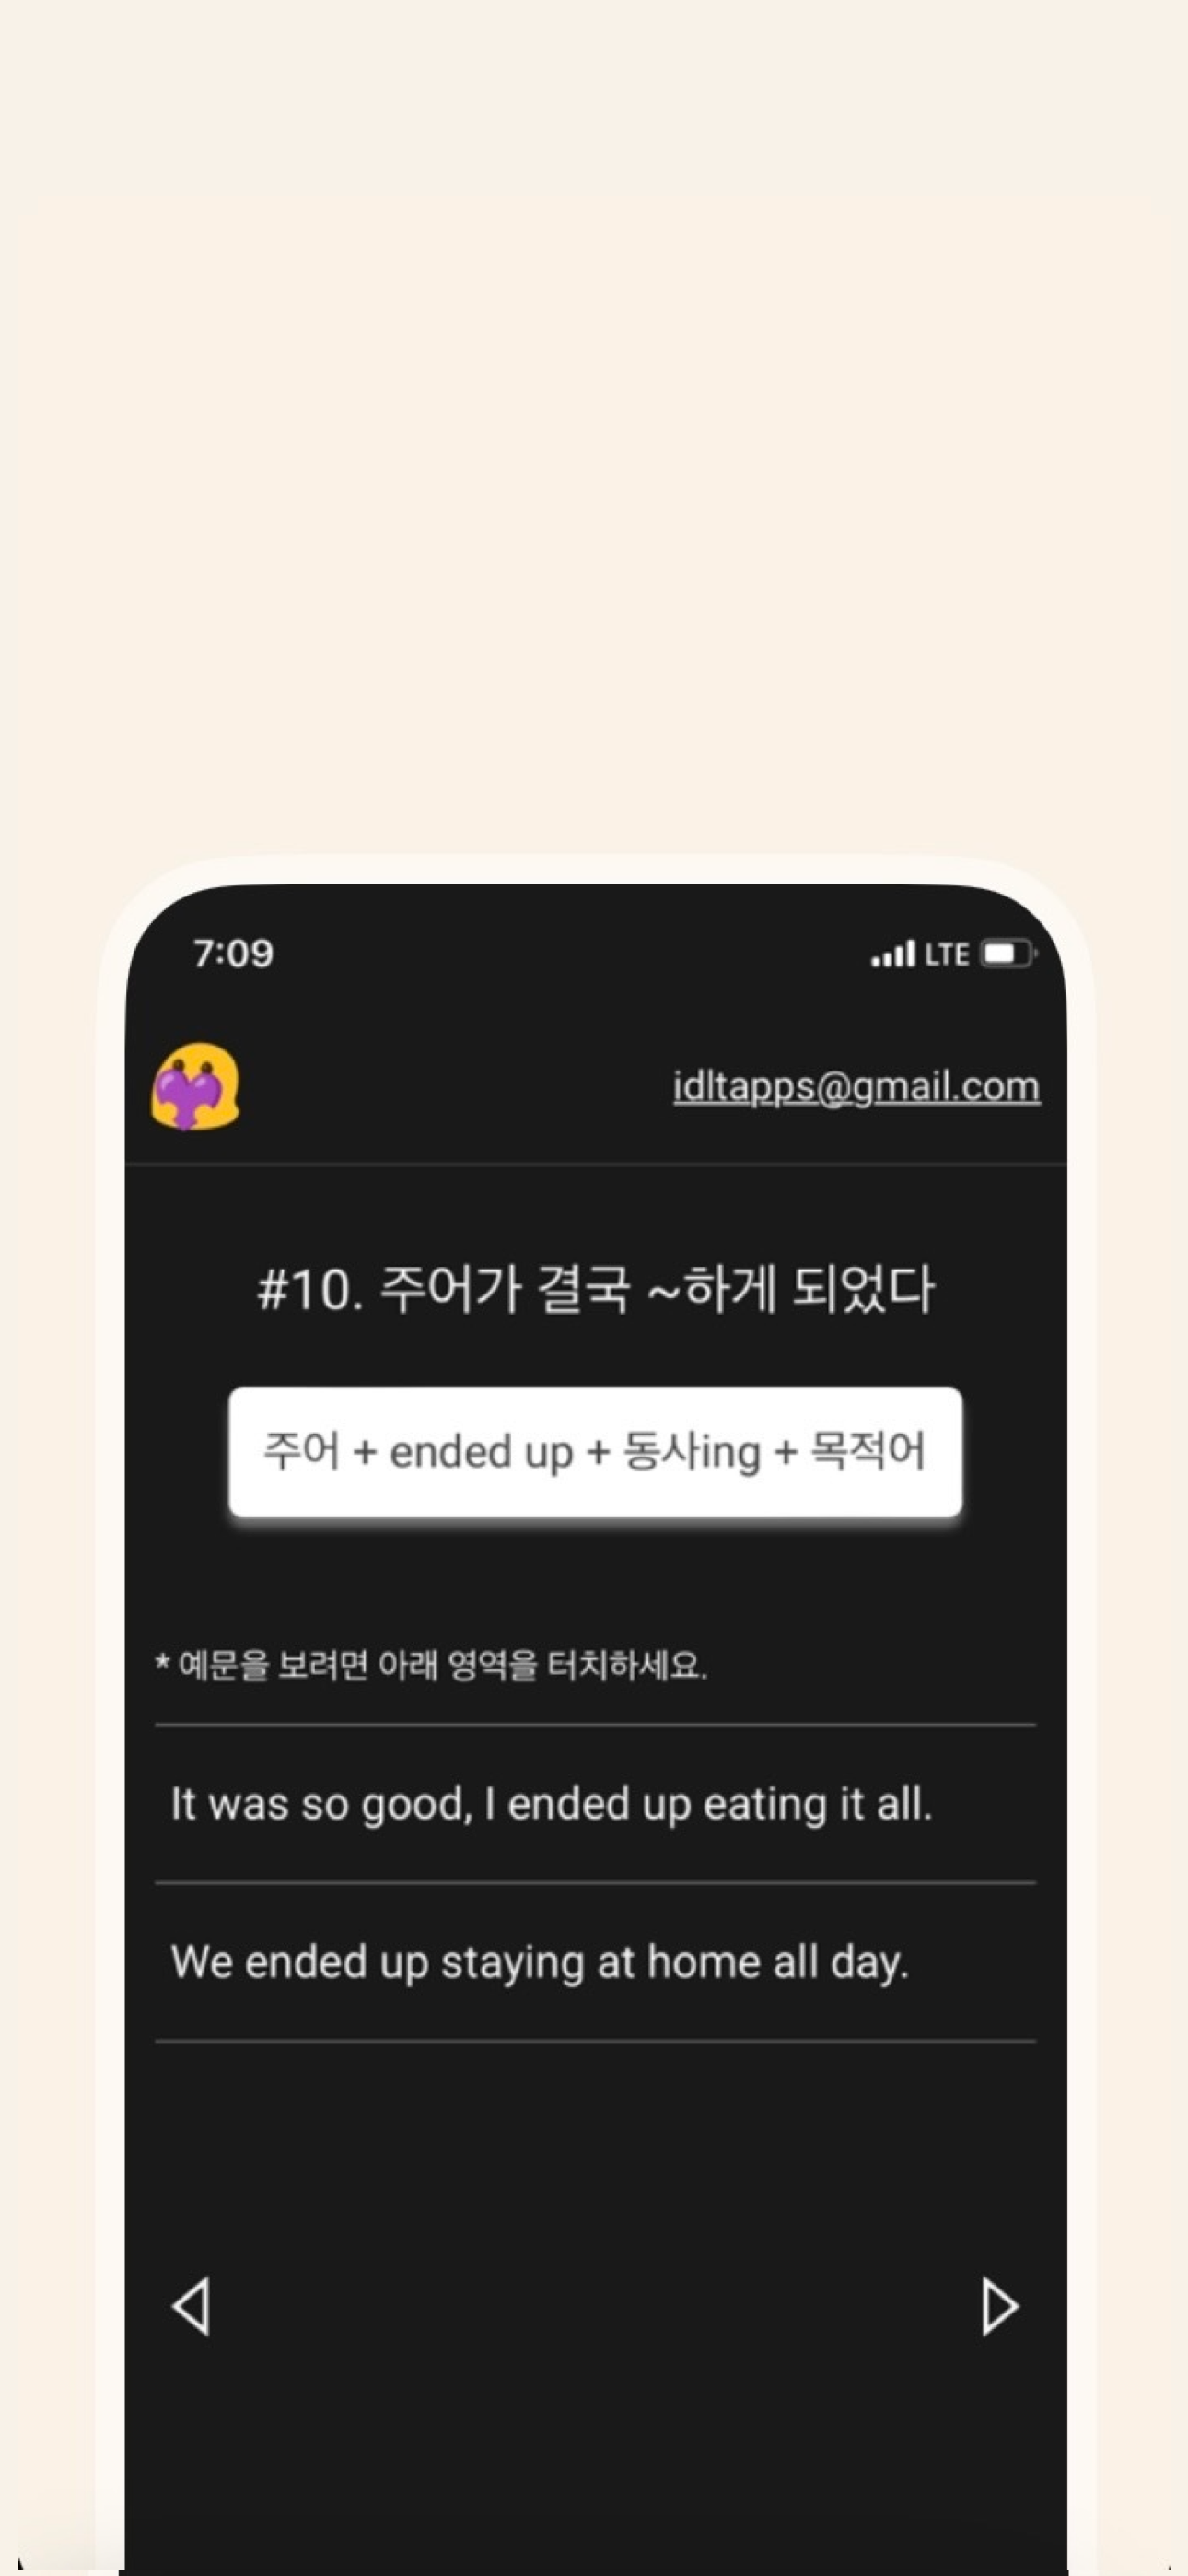 7:09 LTE
idltapps@gmail.com
#10. 주어가 결국 ~하게 되었다
주어 + ended up + 동사ing + 목적어
* 예문을 보려면 아래 영역을 터치하세요.
It was so good, I ended up eating it all.
We ended up staying at home all day.